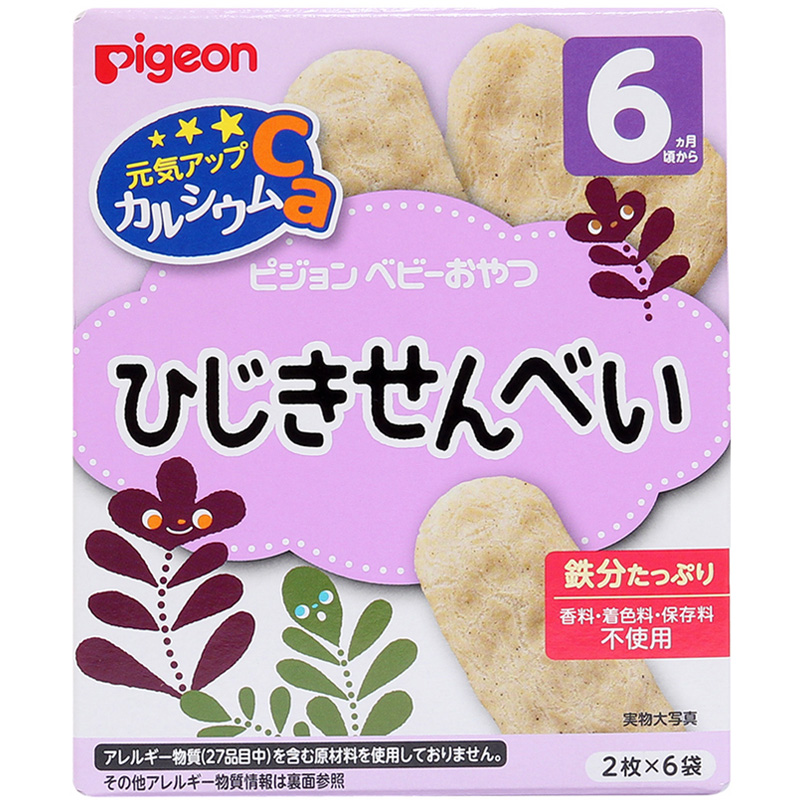 Pigeon
元気アップ
カルシウム
Ca
6
ヵ月
頃から
ピジョン ベビーおやつ
ひじきせんべい
鉄分たっぷり
香料・着色料・保存料
不使用
実物大写真
アレルギー物質(27品目中)を含む原材料を使用しておりません。
その他アレルギー物質情報は裏面参照
2枚×6袋